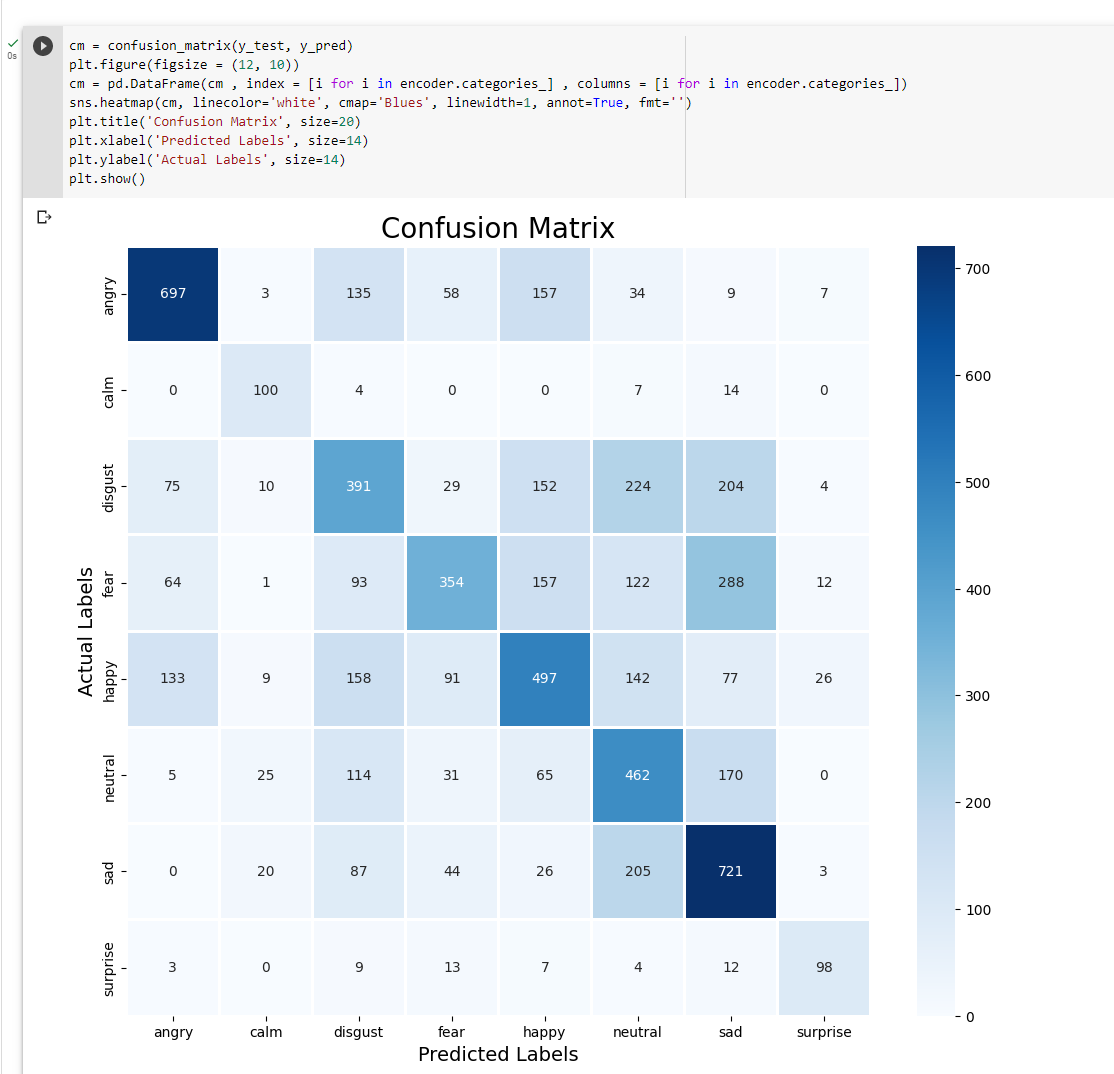 cm = confusion_matrix(y_test, y_pred)
0s
plt.figure(figsize = (12, 10))
cm = pd.DataFrame(cm , index = [i for i in encoder.categories_] , columns = [i for i in encoder.categories_])
sns.heatmap(cm, linecolor='white', cmap='Blues', linewidth=1, annot=True, fmt='')
plt.title('Confusion Matrix', size=20)
plt.xlabel('Predicted Labels', size=14)
plt.ylabel('Actual Labels', size=14)
plt.show()
Confusion Matrix
Actual Labels
angry 697 3 135 58 157 34 9 7
calm 0 100 4 0 0 7 14 0
disgust 75 10 391 29 152 224 204 4
fear 64 1 93 354 157 122 288 12
happy 133 9 158 91 497 142 77 26
neutral 5 25 114 31 65 462 170 0
sad 0 20 87 44 26 205 721 3
surprise 3 0 9 13 7 4 12 98
angry calm disgust fear happy neutral sad surprise
Predicted Labels
700
600
500
400
300
200
100
0